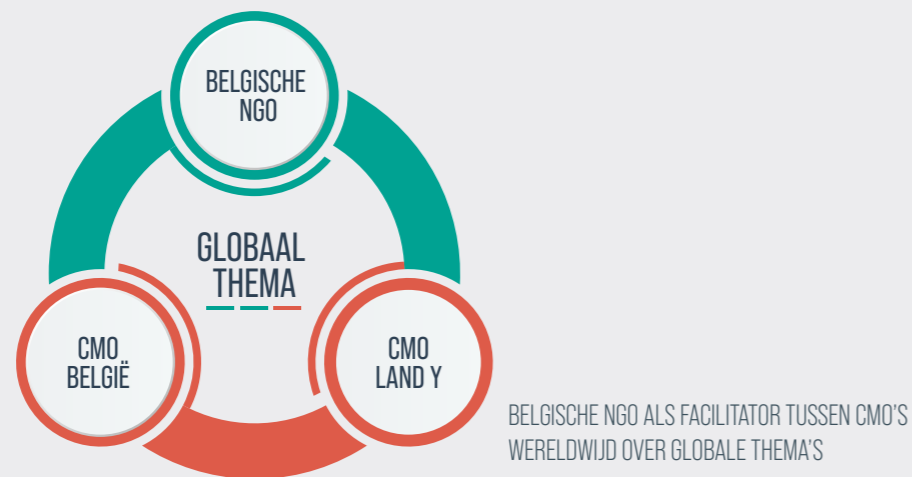 BELGISCHE
NGO
GLOBAAL
THEMA
CMO
BELGIË
CMO
LAND Y
BELGISCHE NGO ALS FACILITATOR TUSSEN CMO'S
WERELDWIJD OVER GLOBALE THEMA'S